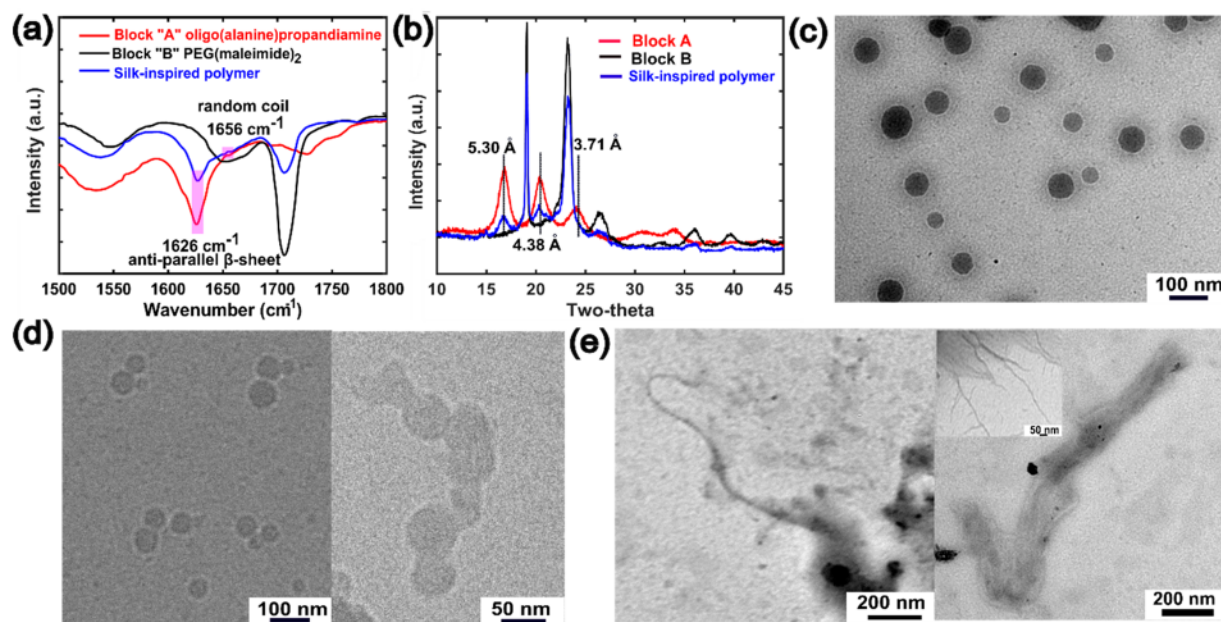 (a)
Block "A" oligo(alanine)propandiamine
Block "B" PEG(maleimide)2
Silk-inspired polymer
random coil
1656 cm-1
1626 cm-1
anti-parallel β-sheet
Intensity (a.u.)
1500 1550 1600 1650 1700 1750 1800
Wavenumber (cm1)
(b)
Block A
Block B
Silk-inspired polymer
5.30 Å
3.71 Å
4.38 Å
Intensity (a.u.)
10 15 20 25 30 35 40 45
Two-theta
(c)
100 nm
(d)
100 nm
50 nm
(e)
50 nm
200 nm
200 nm